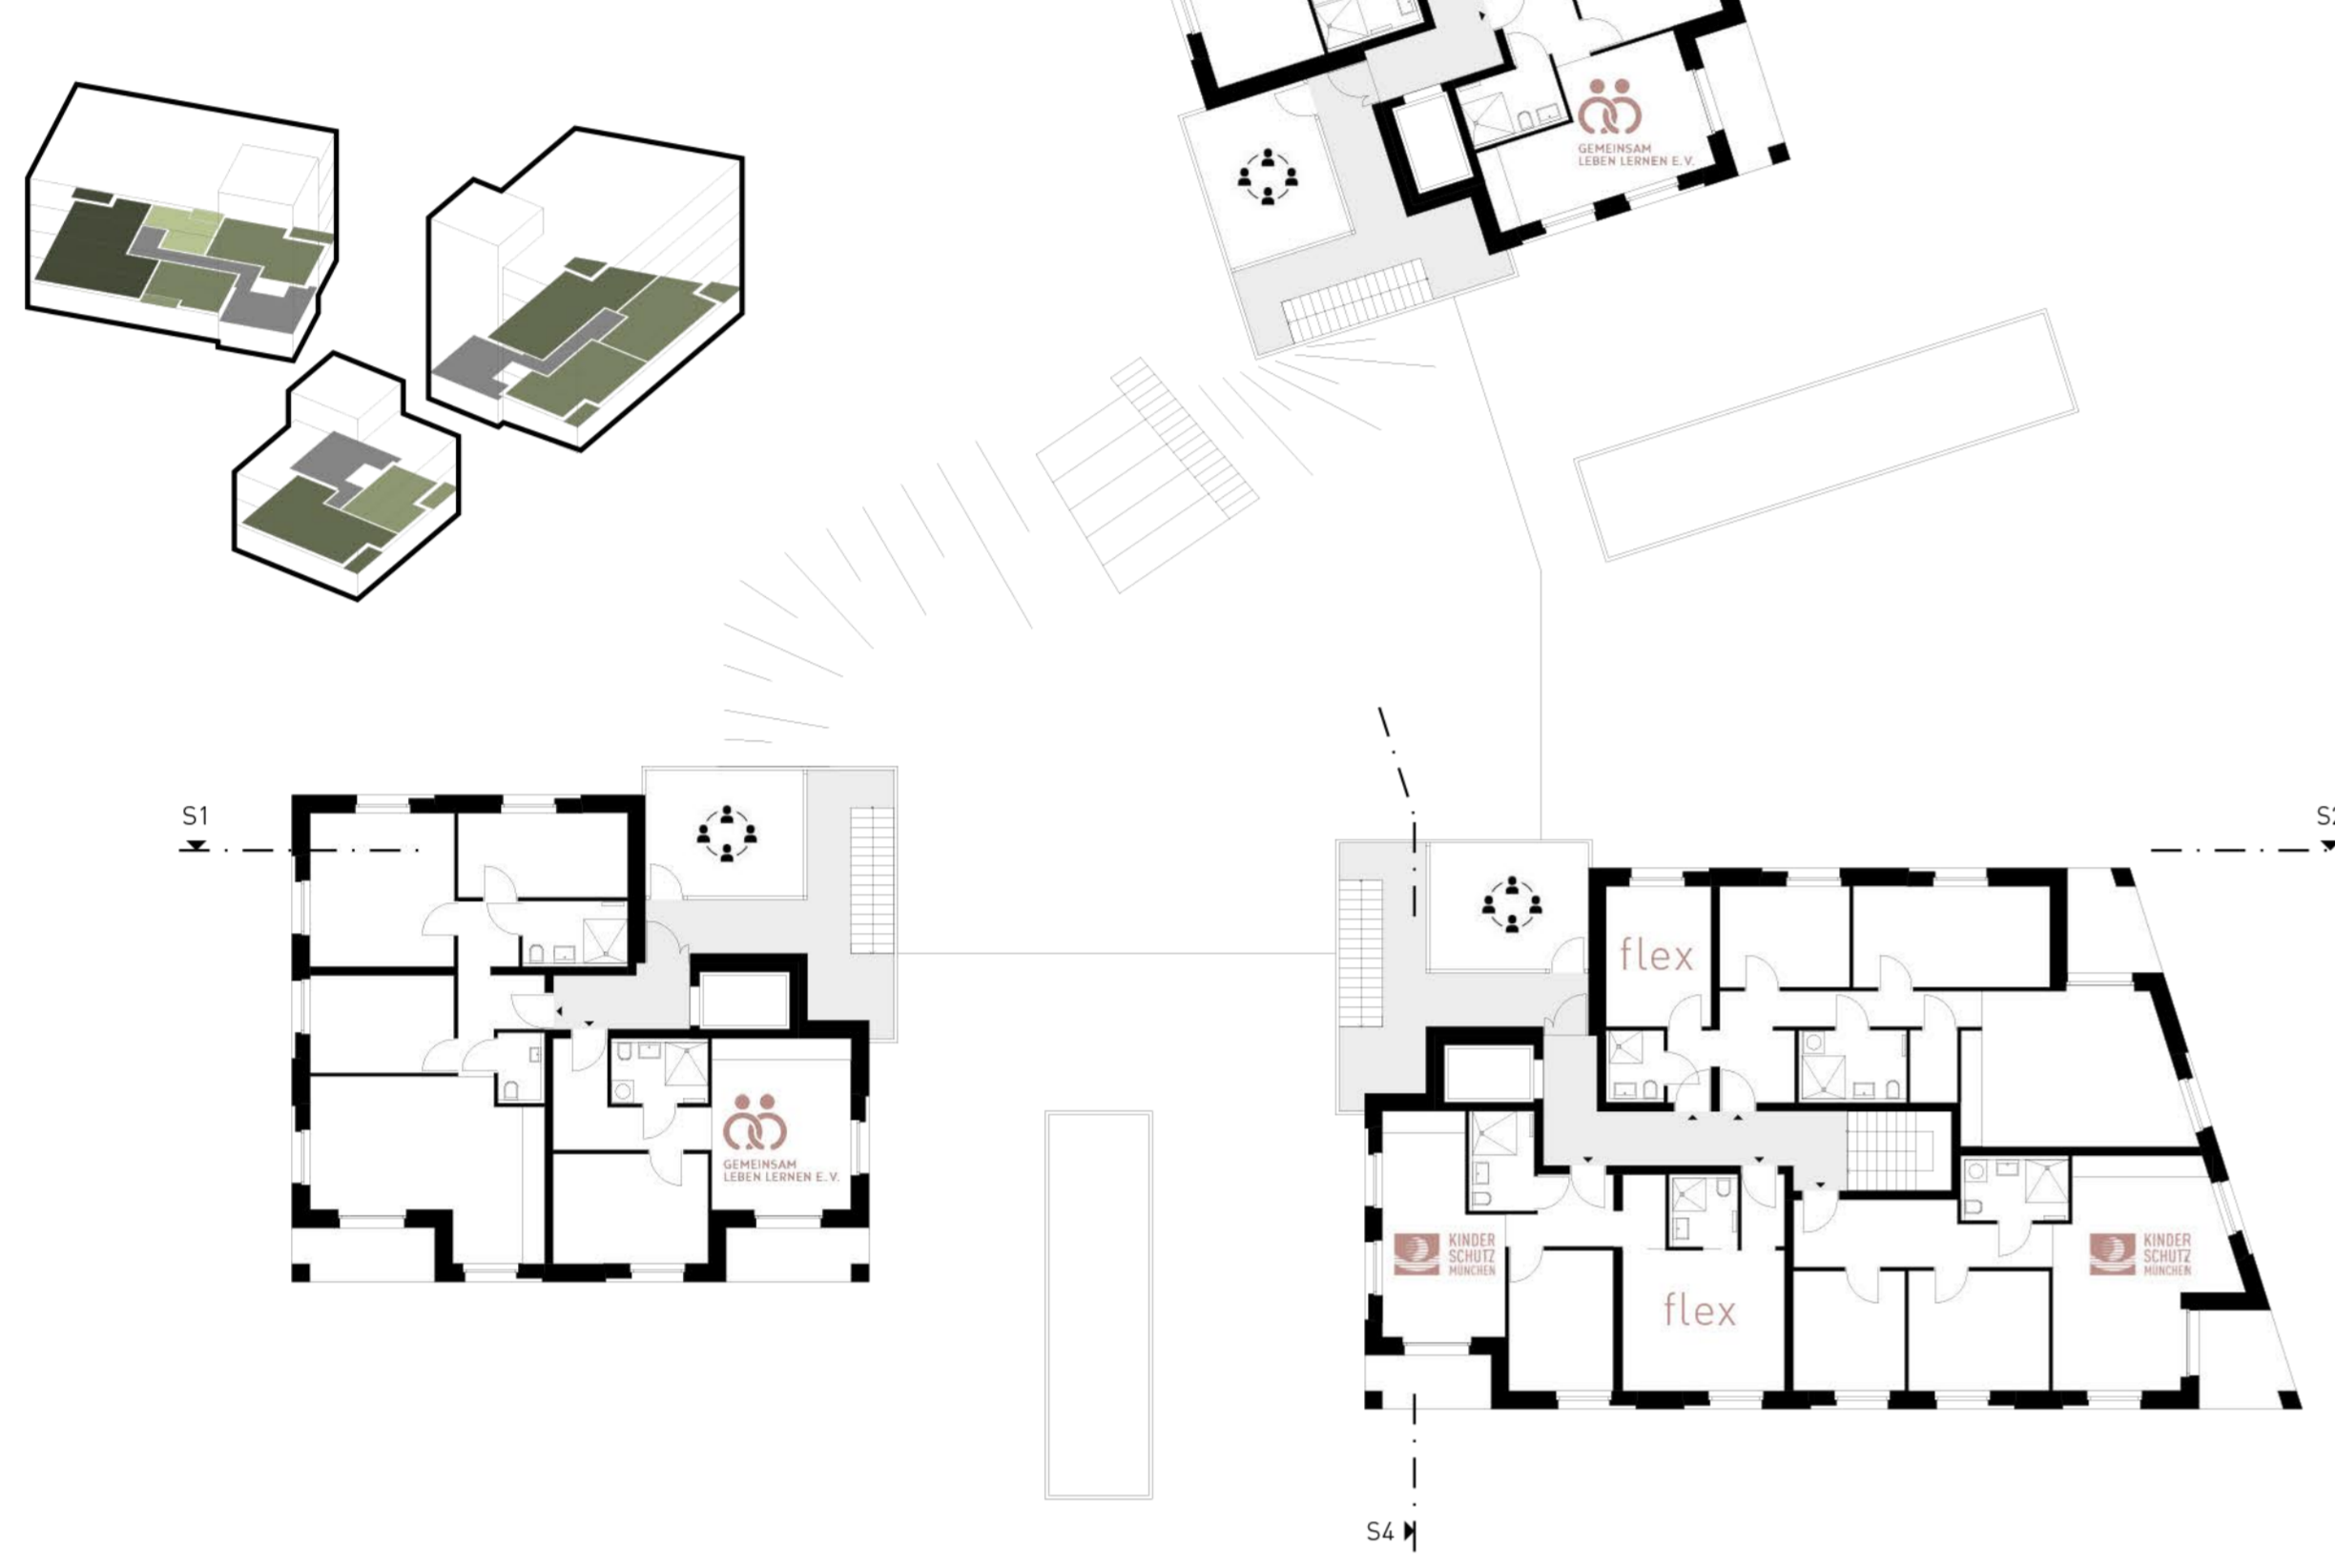 GEMEINSAM
LEBEN LERNEN E.V.
S1
S2
flex
GEMEINSAM
LEBEN LERNEN E.V.
KINDER
SCHUTZ
MÜNCHEN
flex
KINDER
SCHUTZ
MÜNCHEN
S4